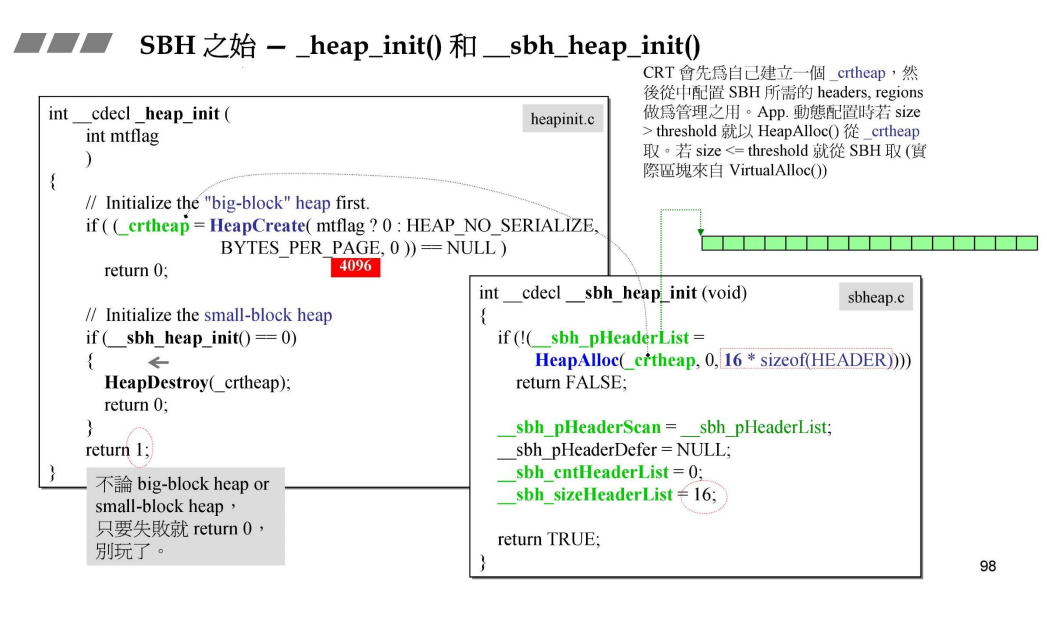 SBH 之始 – _heap_init() 和 __sbh_heap_init()
CRT 會先為自己建立一個 _crtheap，然
後從中配置 SBH 所需的 headers, regions
做為管理之用。App. 動態配置時若 size
> threshold 就以 HeapAlloc() 從 _crtheap
取。若 size <= threshold 就從 SBH 取 (實
際區塊來自 VirtualAlloc())
heapinit.c
int __cdecl _heap_init (
int mtflag
)
{
// Initialize the "big-block" heap first.
if ( (_crtheap = HeapCreate( mtflag ? 0 : HEAP_NO_SERIALIZE,
BYTES_PER_PAGE, 0 )) == NULL )
4096
return 0;
// Initialize the small-block heap
if (__sbh_heap_init() == 0)
{
HeapDestroy(_crtheap);
return 0;
}
return 1;
}
不論 big-block heap or
small-block heap，
只要失敗就 return 0，
別玩了。
sbheap.c
int __cdecl __sbh_heap_init (void)
{
if (!(__sbh_pHeaderList =
HeapAlloc(_crtheap, 0, 16 * sizeof(HEADER))))
return FALSE;
__sbh_pHeaderScan = __sbh_pHeaderList;
__sbh_pHeaderDefer = NULL;
__sbh_cntHeaderList = 0;
__sbh_sizeHeaderList = 16;
return TRUE;
}
98